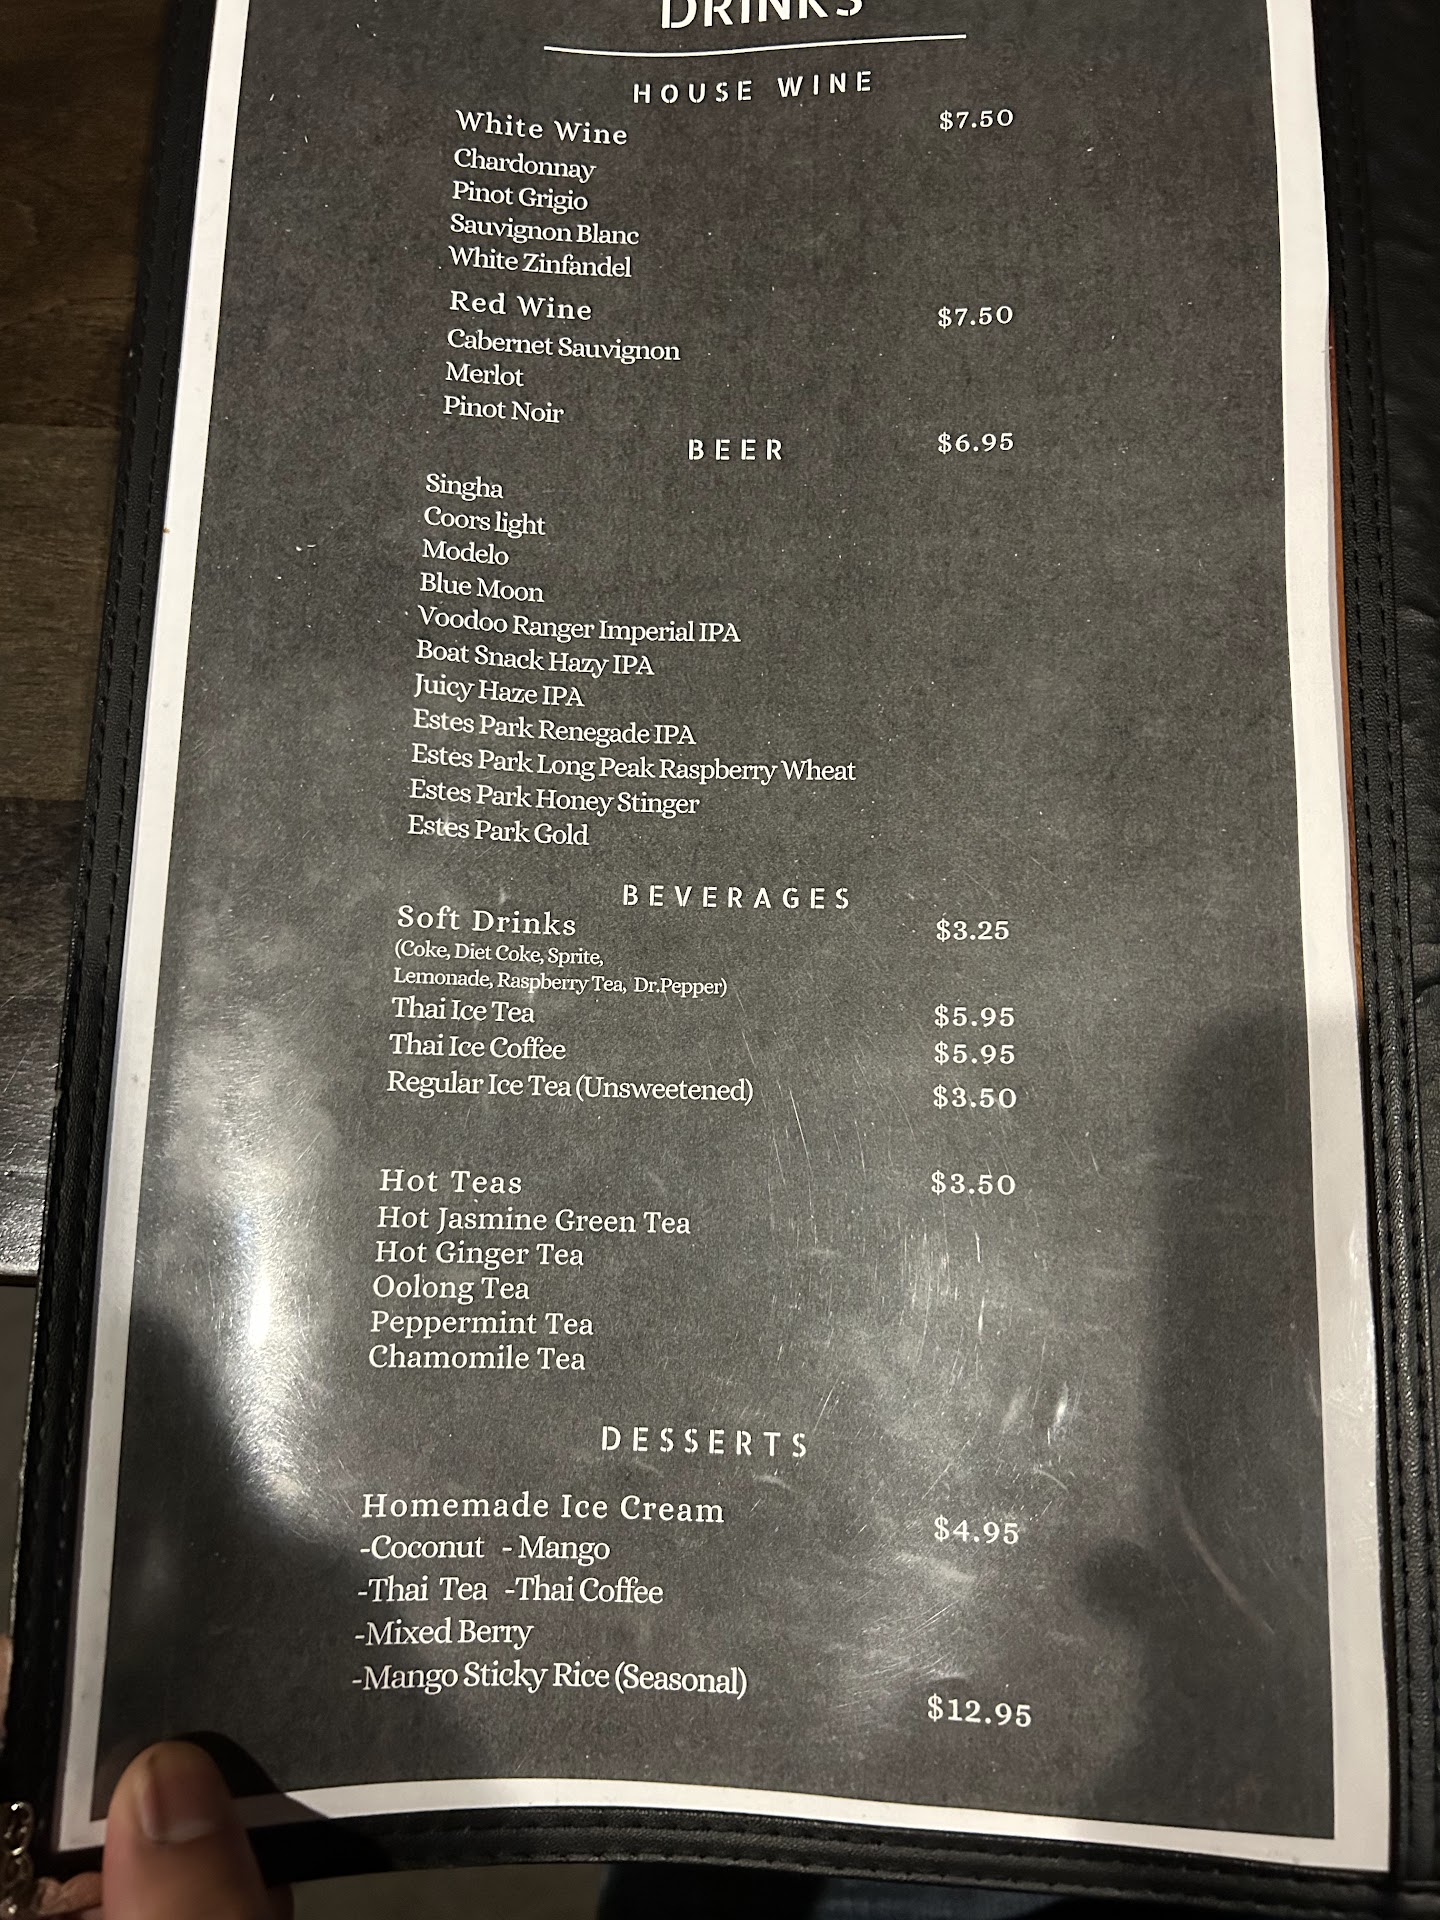 DRINKS
HOUSE WINE
White Wine $7.50
Chardonnay
Pinot Grigio
Sauvignon Blanc
White Zinfandel
Red Wine $7.50
Cabernet Sauvignon
Merlot
Pinot Noir
BEER $6.95
Singha
Coors light
Modelo
Blue Moon
Voodoo Ranger Imperial IPA
Boat Snack Hazy IPA
Juicy Haze IPA
Estes Park Renegade IPA
Estes Park Long Peak Raspberry Wheat
Estes Park Honey Stinger
Estes Park Gold
BEVERAGES
Soft Drinks $3.25
(Coke, Diet Coke, Sprite,
Lemonade, Raspberry Tea, Dr.Pepper)
Thai Ice Tea $5.95
Thai Ice Coffee $5.95
Regular Ice Tea (Unsweetened) $3.50
Hot Teas $3.50
Hot Jasmine Green Tea
Hot Ginger Tea
Oolong Tea
Peppermint Tea
Chamomile Tea
DESSERTS
Homemade Ice Cream $4.95
-Coconut - Mango
-Thai Tea -Thai Coffee
-Mixed Berry
-Mango Sticky Rice (Seasonal) $12.95